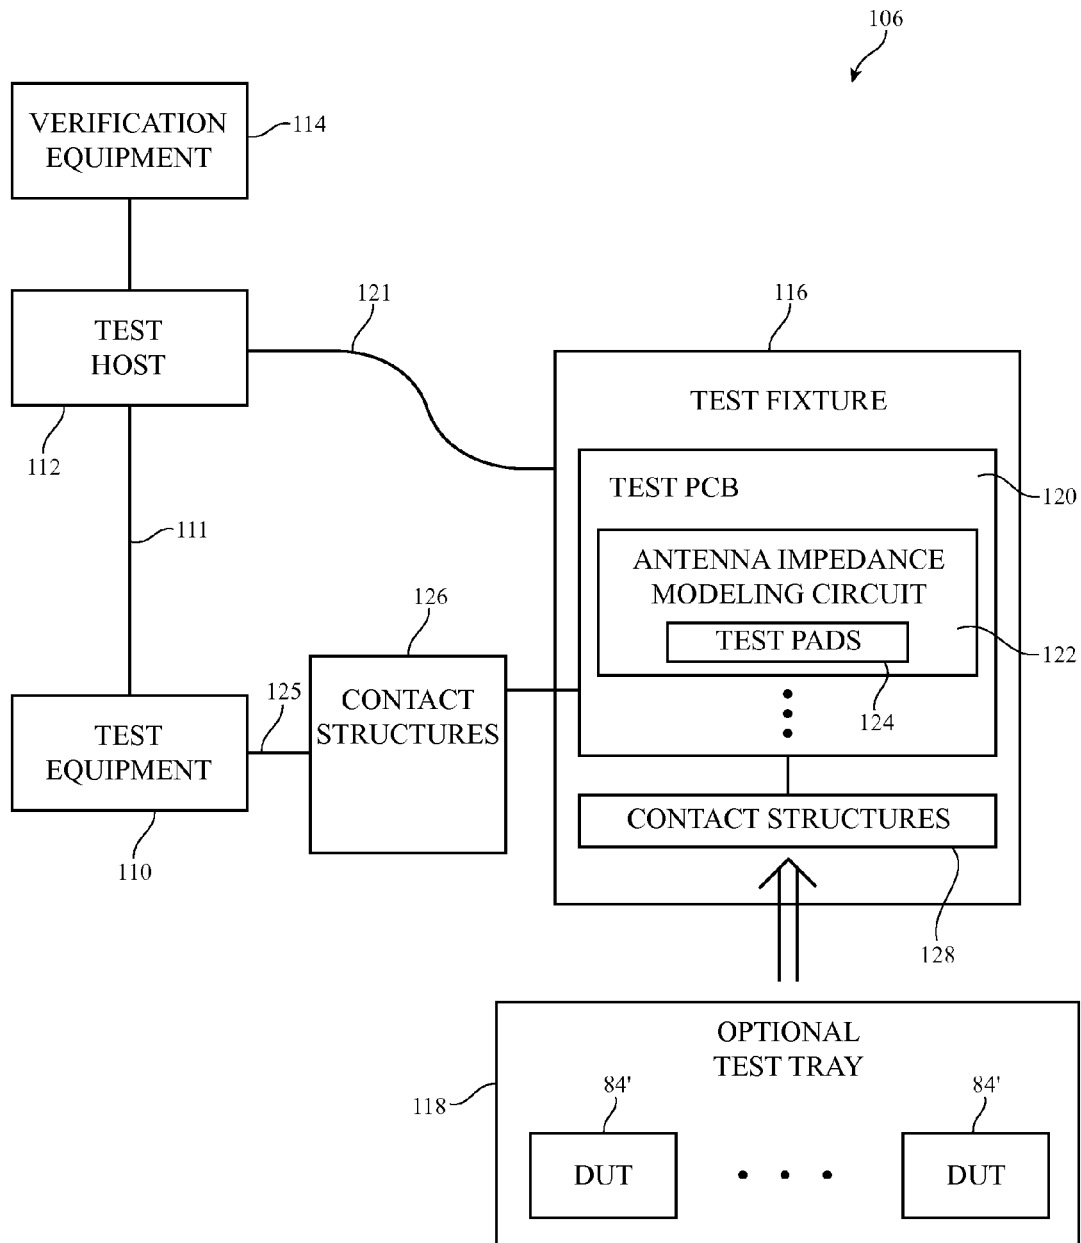 106
VERIFICATION
EQUIPMENT
114
121
116
TEST
HOST
112
TEST FIXTURE
TEST PCB
120
111
ANTENNA IMPEDANCE
MODELING CIRCUIT
TEST PADS
122
124
126
125
CONTACT
STRUCTURES
TEST
EQUIPMENT
110
CONTACT STRUCTURES
128
OPTIONAL
TEST TRAY
118
84'
84'
DUT
DUT